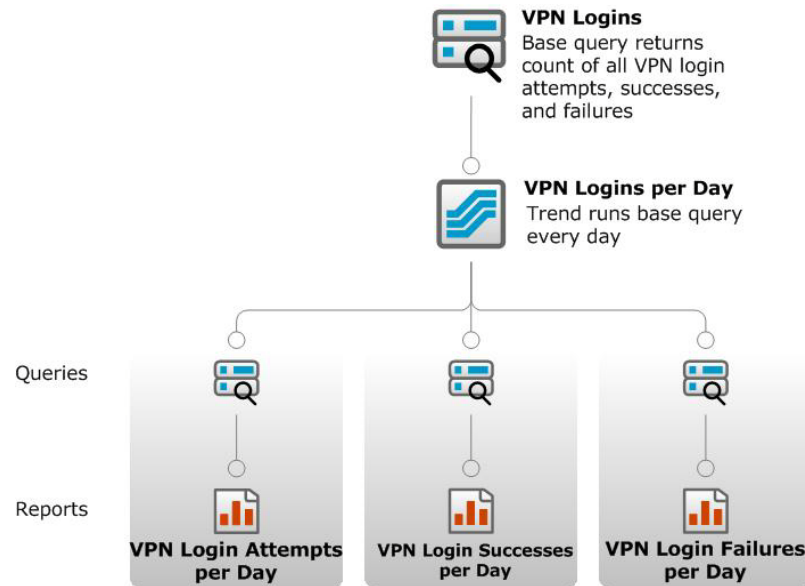 VPN Logins
Base query returns
count of all VPN login
attempts, successes,
and failures
VPN Logins per Day
Trend runs base query
every day
Queries
Reports
VPN Login Attempts
per Day
VPN Login Successes
per Day
VPN Login Failures
per Day